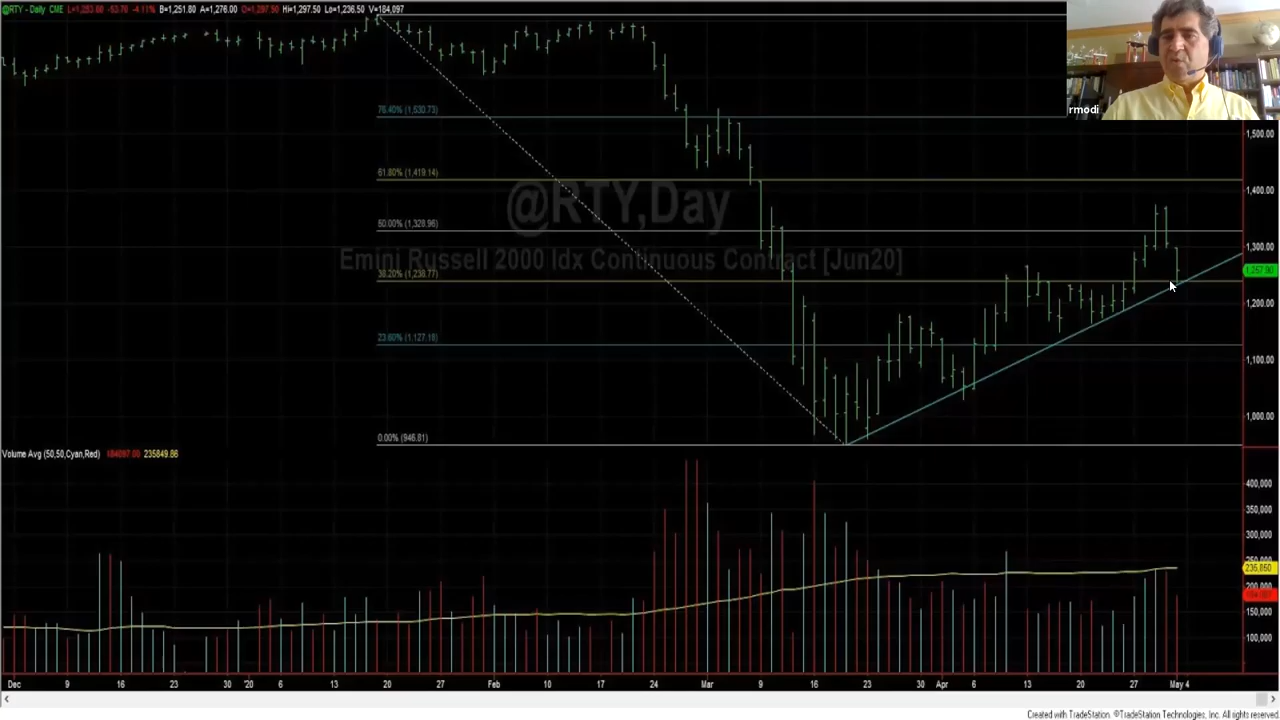 @RTY - Daily CME L=1,253.60 -53.70 -4.11% B=1,251.80 A=1,276.00 O=1,297.50 Hi=1,297.50 Lo=1,236.50 V=184,097
rmodi
76.40% (1,530.73)
1,500.00
61.80% (1,419.14)
1,400.00
@RTY,Day
50.00% (1,328.96)
1,300.00
Emini Russell 2000 Idx Continuous Contract [Jun20]
1,257.90
38.20% (1,238.77)
1,200.00
23.60% (1,127.18)
1,100.00
1,000.00
0.00% (946.81)
Volume Avg (50,50,Cyan,Red) 184097.00 235849.86
400,000
350,000
300,000
235,850
200,000
150,000
100,000
Dec 9 16 23 30 '20 6 13 20 27 Feb 10 17 24 Mar 9 16 23 30 Apr 6 13 20 27 May 4
Created with TradeStation. ©TradeStation Technologies, Inc. All rights reserved.